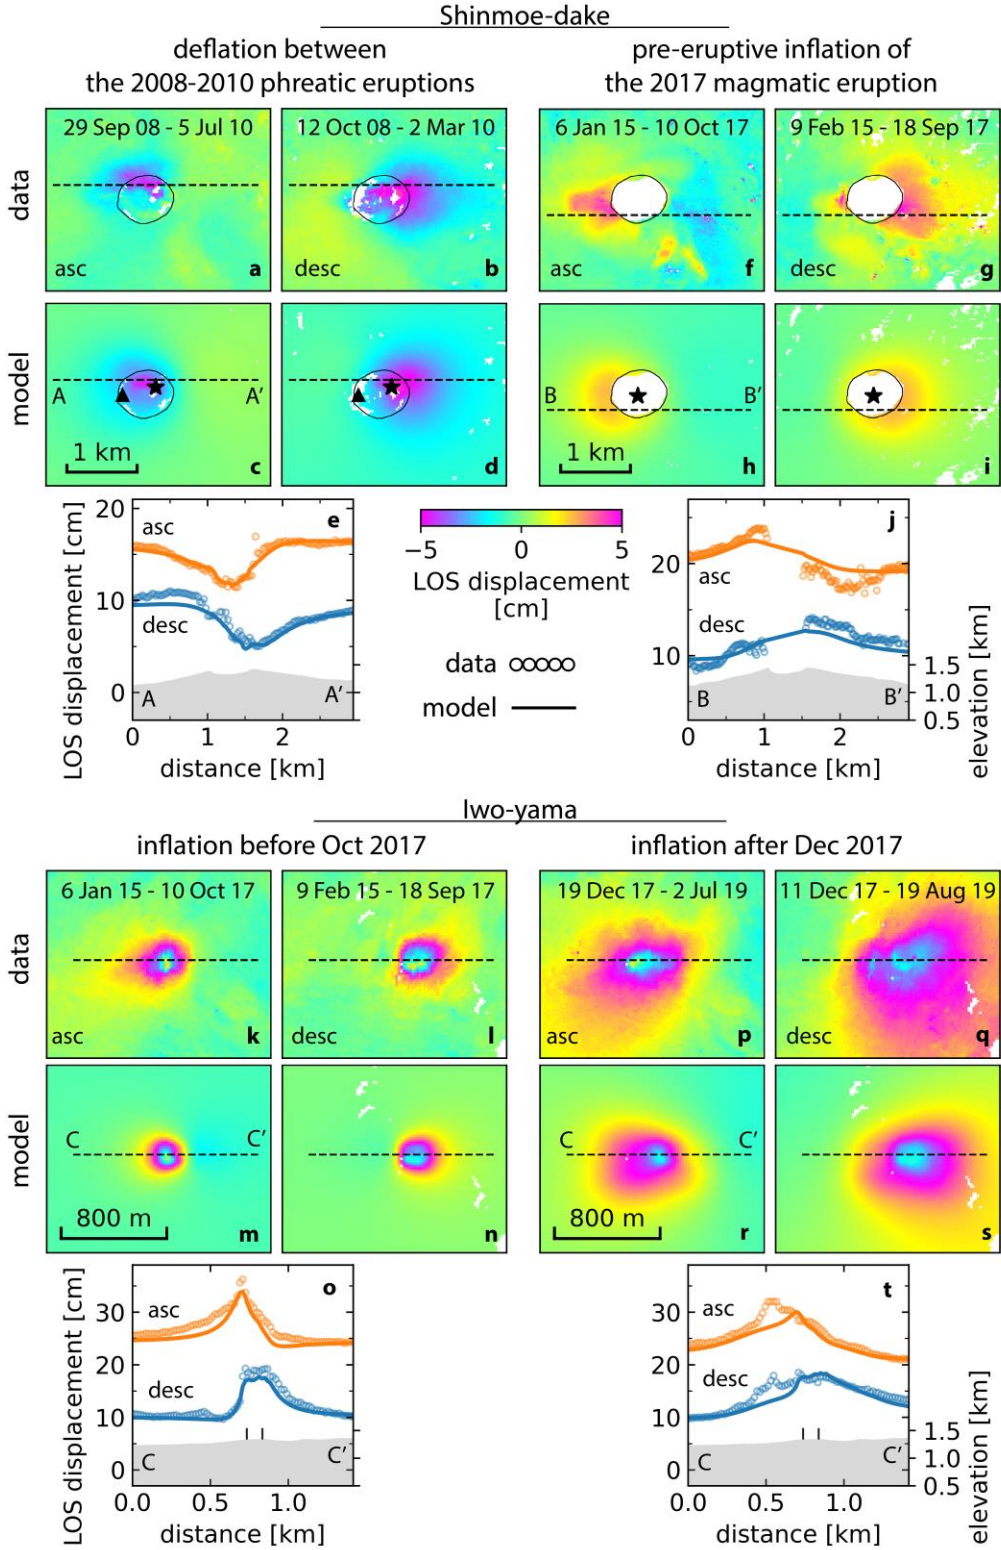 Shinmoe-dake
deflation between
the 2008-2010 phreatic eruptions
pre-eruptive inflation of
the 2017 magmatic eruption
data
29 Sep 08 - 5 Jul 10
asc
a
12 Oct 08 - 2 Mar 10
desc
b
6 Jan 15 - 10 Oct 17
asc
f
9 Feb 15 - 18 Sep 17
desc
g
model
A
A'
1 km
c
d
B
B'
1 km
h
i
LOS displacement [cm]
20
10
0
asc
desc
e
A
A'
0
1
2
distance [km]
−5
0
5
LOS displacement
[cm]
data
model
20
10
asc
desc
j
B
B'
1.5
1.0
0.5
elevation [km]
0
1
2
distance [km]
Iwo-yama
inflation before Oct 2017
inflation after Dec 2017
data
6 Jan 15 - 10 Oct 17
asc
k
9 Feb 15 - 18 Sep 17
desc
l
19 Dec 17 - 2 Jul 19
asc
p
11 Dec 17 - 19 Aug 19
desc
q
model
C
C'
800 m
m
n
C
C'
800 m
r
s
LOS displacement [cm]
30
20
10
0
asc
desc
o
C
C'
0.0
0.5
1.0
distance [km]
30
20
10
0
asc
desc
t
C
C'
1.5
1.0
0.5
elevation [km]
0.0
0.5
1.0
distance [km]